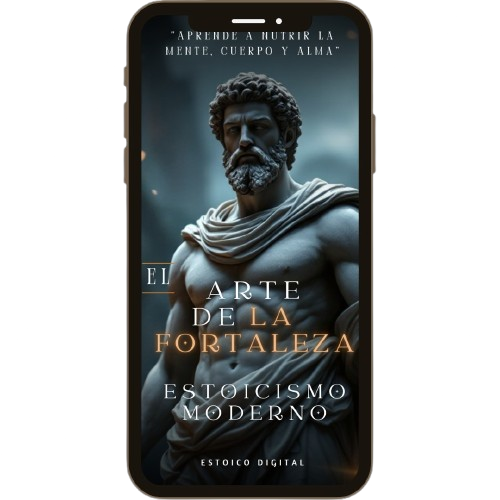 "APRENDE A NUTRIR LA
MENTE, CUERPO Y ALMA"
EL
ARTE
DE LA
FORTALEZA
ESTOICISMO
MODERNO
ESTOICO DIGITAL